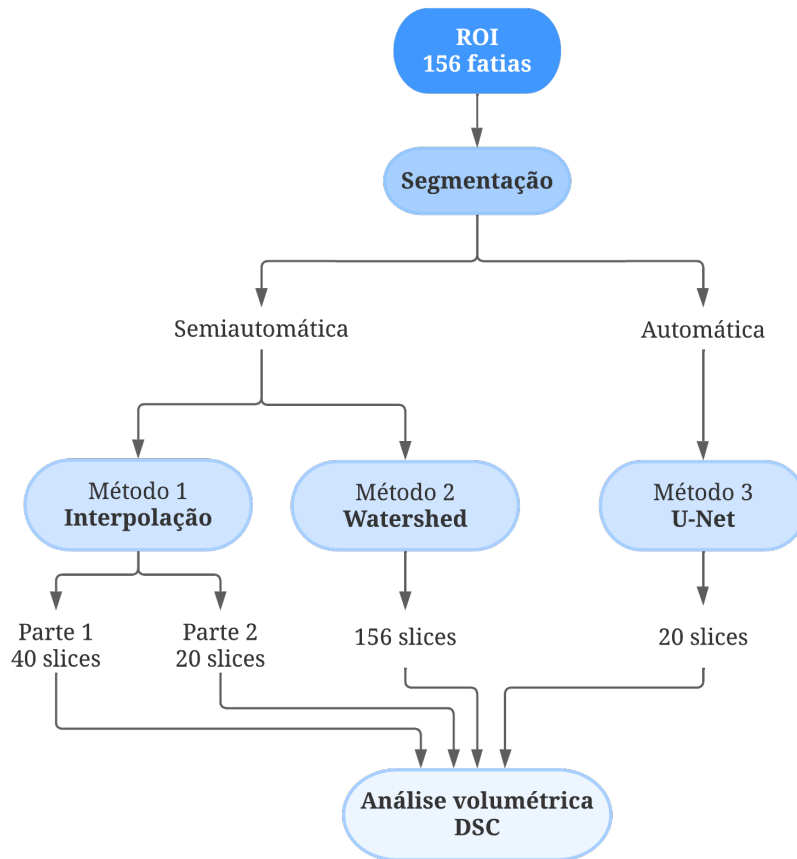 ROI
156 fatias
Segmentação
Semiautomática
Automática
Método 1
Interpolação
Método 2
Watershed
Método 3
U-Net
Parte 1
40 slices
Parte 2
20 slices
156 slices
20 slices
Análise volumétrica
DSC